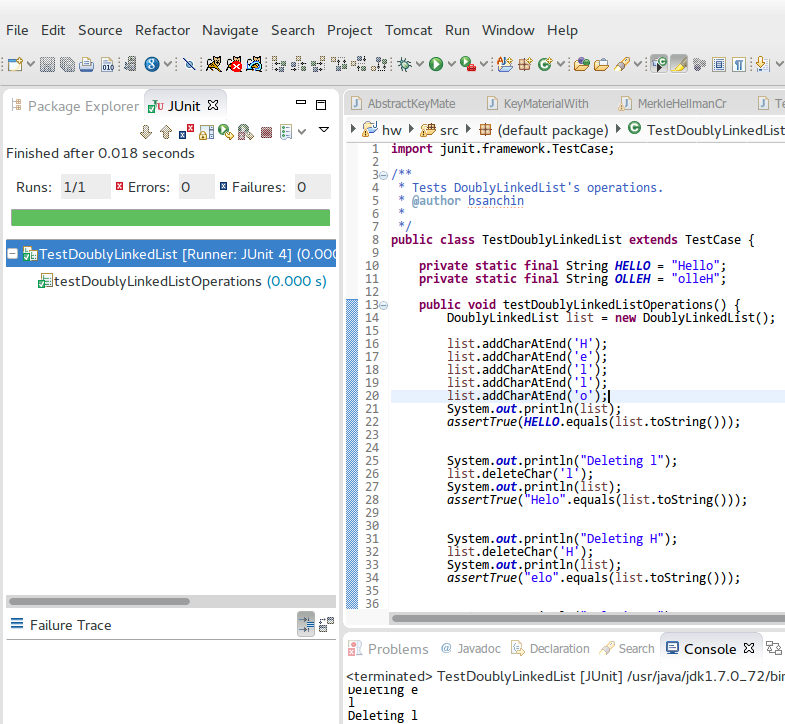 File Edit Source Refactor Navigate Search Project Tomcat Run Window Help
Package Explorer JUnit
Finished after 0.018 seconds
Runs: 1/1 Errors: 0 Failures: 0
TestDoublyLinkedList [Runner: JUnit 4] (0.000
testDoublyLinkedListOperations (0.000 s)
Failure Trace
AbstractKeyMate KeyMaterialWith MerkleHellmanCr Te
hw src (default package) TestDoublyLinkedList
1 import junit.framework.TestCase;
2
3 /**
4 * Tests DoublyLinkedList's operations.
5 * @author bsanchin
6 *
7 */
8 public class TestDoublyLinkedList extends TestCase {
9
10 private static final String HELLO = "Hello";
11 private static final String OLLEH = "olleH";
12
13 public void testDoublyLinkedListOperations() {
14 DoublyLinkedList list = new DoublyLinkedList();
15
16 list.addCharAtEnd('H');
17 list.addCharAtEnd('e');
18 list.addCharAtEnd('l');
19 list.addCharAtEnd('l');
20 list.addCharAtEnd('o');
21 System.out.println(list);
22 assertTrue(HELLO.equals(list.toString()));
23
24
25 System.out.println("Deleting l");
26 list.deleteChar('l');
27 System.out.println(list);
28 assertTrue("Helo".equals(list.toString()));
29
30
31 System.out.println("Deleting H");
32 list.deleteChar('H');
33 System.out.println(list);
34 assertTrue("elo".equals(list.toString()));
35
36
Problems @ Javadoc Declaration Search Console
<terminated> TestDoublyLinkedList [JUnit] /usr/java/jdk1.7.0_72/bin
Deleting e
l
Deleting l